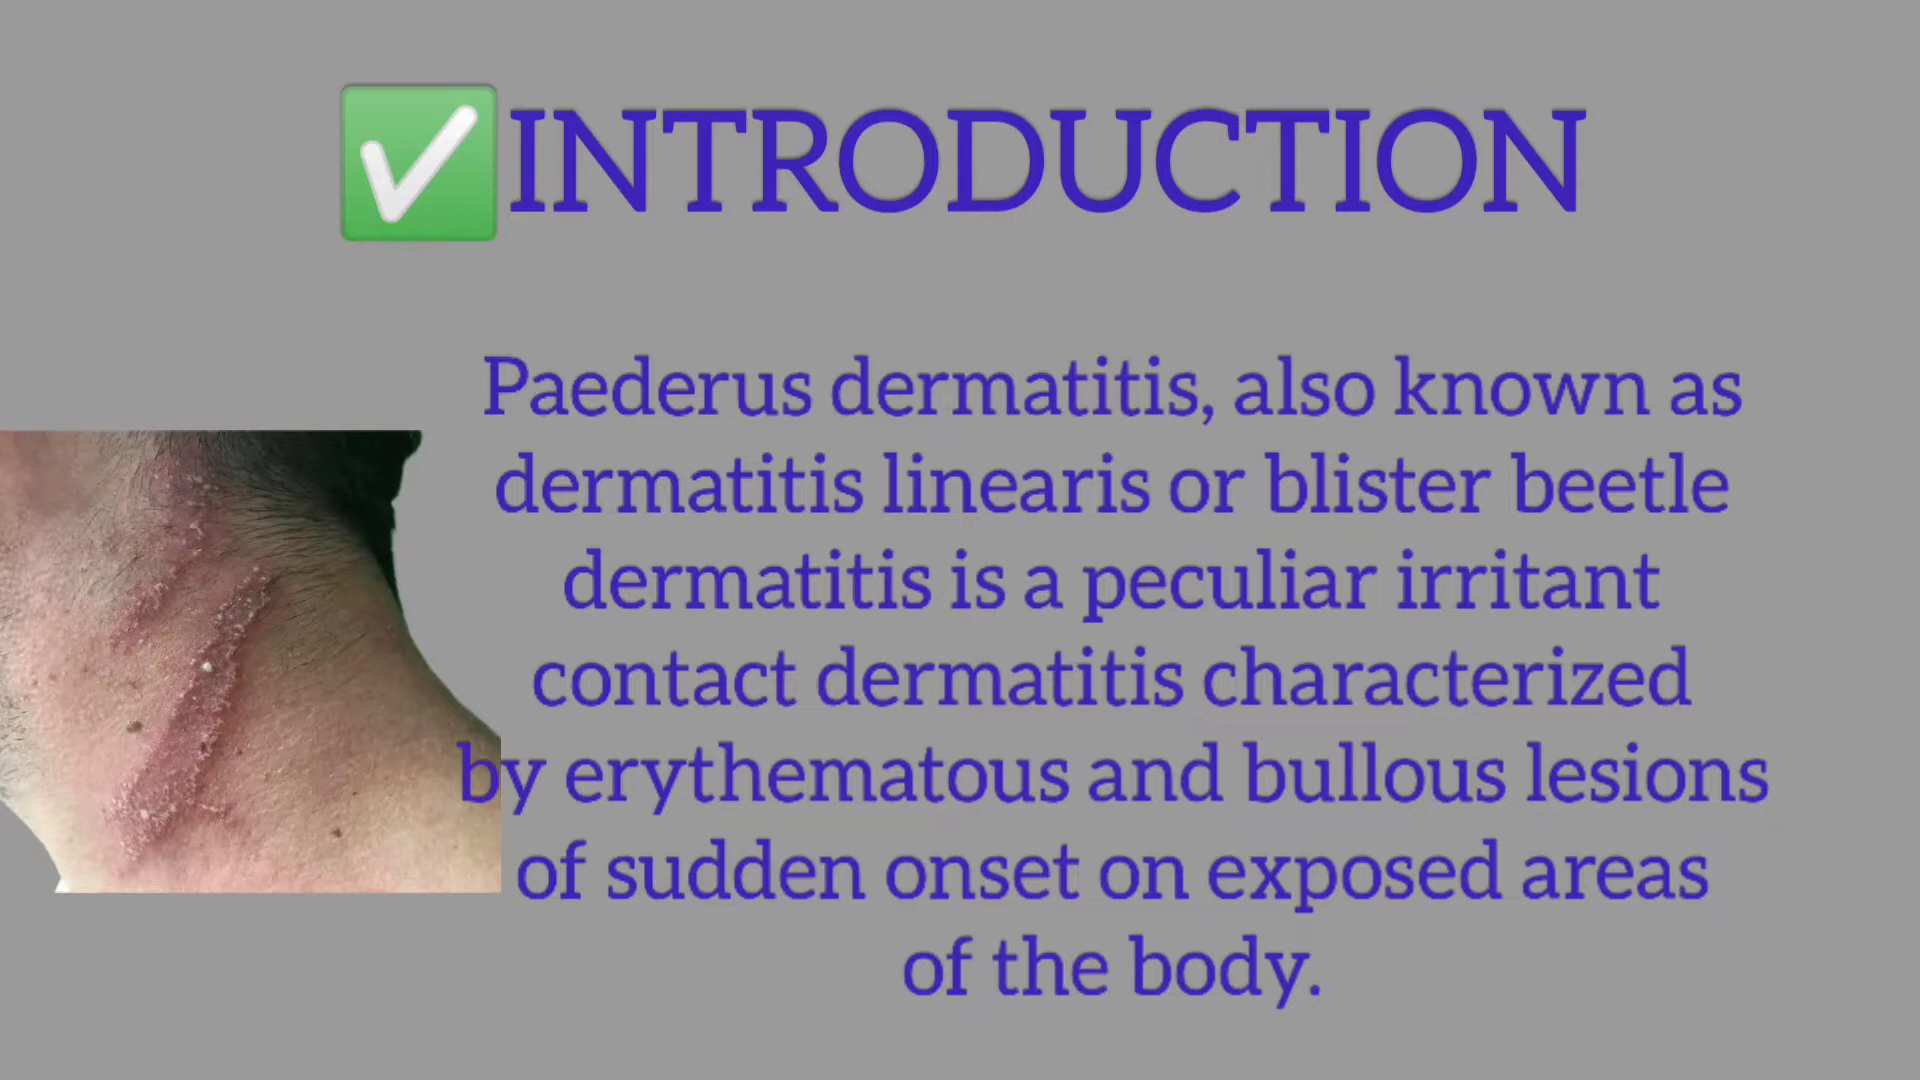 ✅INTRODUCTION
Paederus dermatitis, also known as
dermatitis linearis or blister beetle
dermatitis is a peculiar irritant
contact dermatitis characterized
by erythematous and bullous lesions
of sudden onset on exposed areas
of the body.